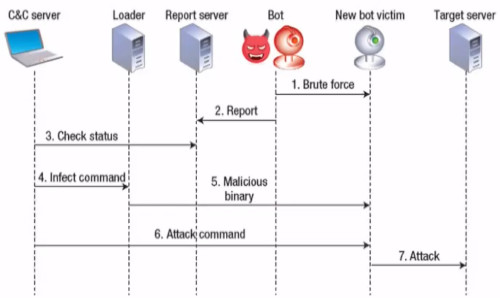 C&C server
Loader
Report server
Bot
New bot victim
Target server
1. Brute force
2. Report
3. Check status
4. Infect command
5. Malicious
binary
6. Attack command
7. Attack